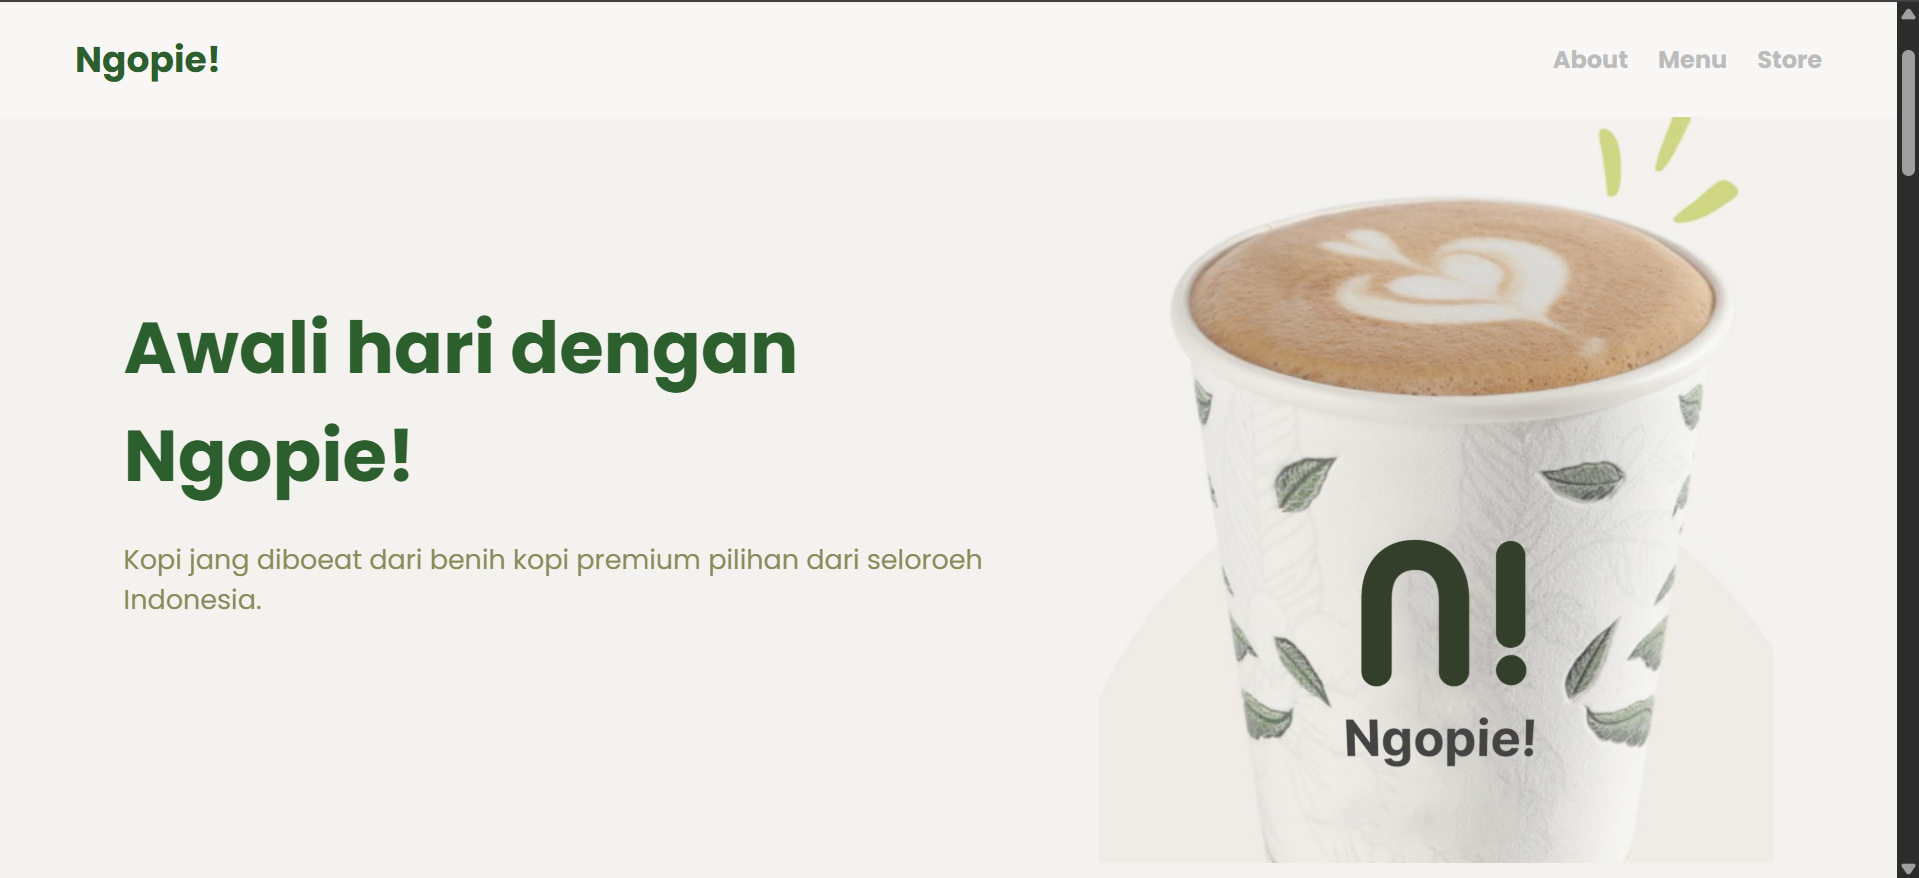 Ngopie!
About Menu Store
Awali hari dengan
Ngopie!
Kopi jang diboeat dari benih kopi premium pilihan dari seloroeh
Indonesia.
n!
Ngopie!